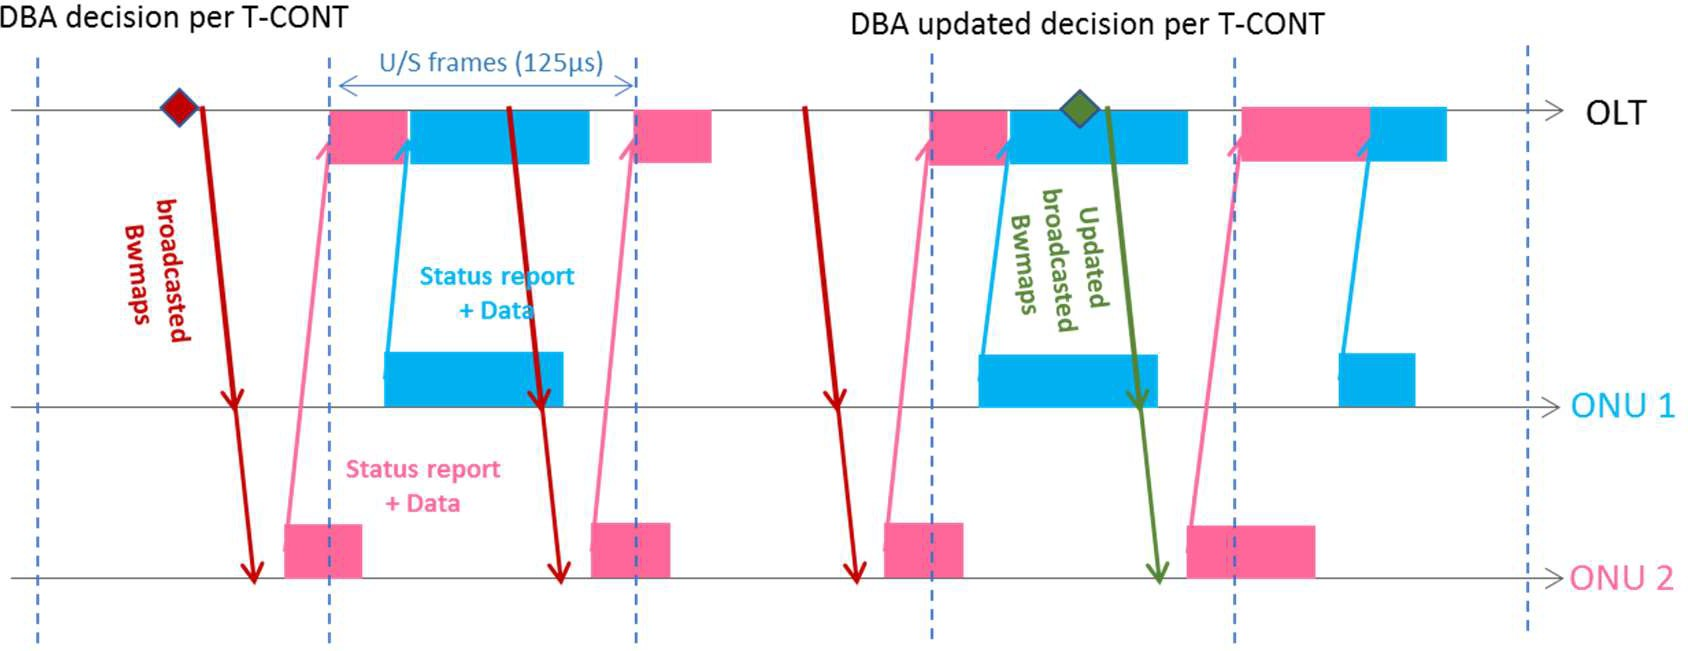 DBA decision per T-CONT
DBA updated decision per T-CONT
U/S frames (125µs)
OLT
broadcasted
Bwmaps
Status report
+ Data
Updated
broadcasted
Bwmaps
ONU 1
Status report
+ Data
ONU 2